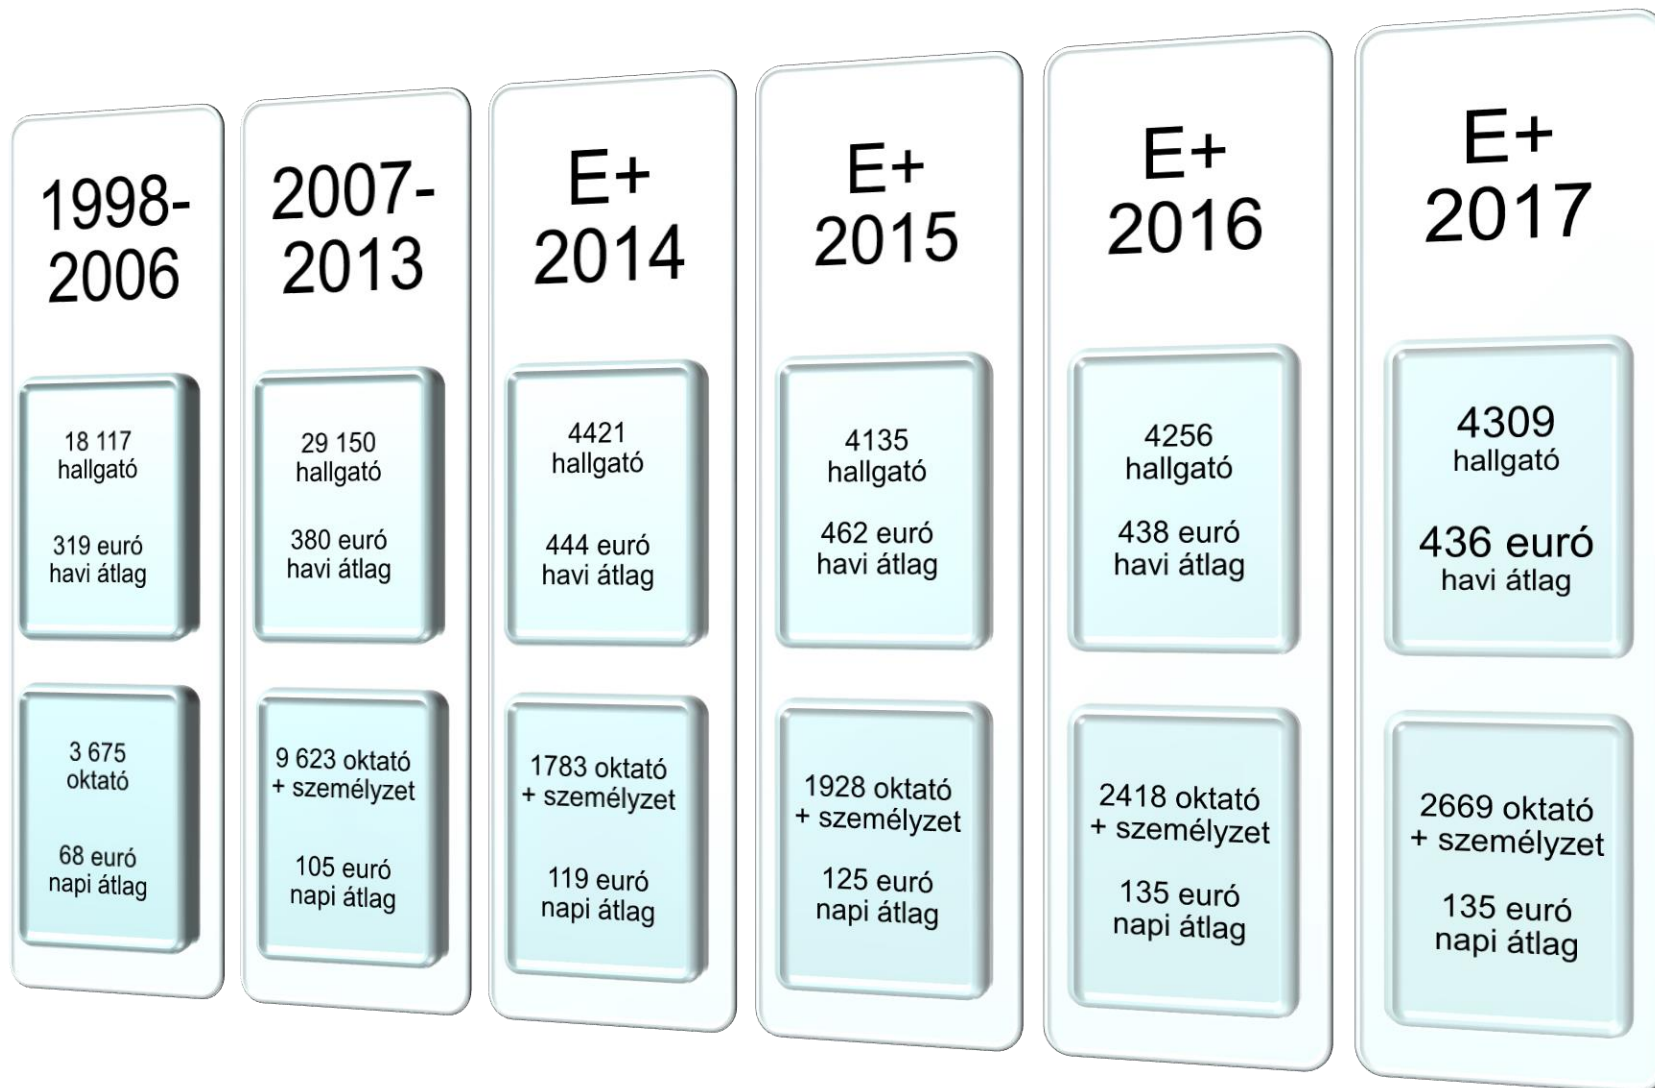 1998-
2006
18 117
hallgató
319 euró
havi átlag
3 675
oktató
68 euró
napi átlag
2007-
2013
29 150
hallgató
380 euró
havi átlag
9 623 oktató
+ személyzet
105 euró
napi átlag
E+
2014
4421
hallgató
444 euró
havi átlag
1783 oktató
+ személyzet
119 euró
napi átlag
E+
2015
4135
hallgató
462 euró
havi átlag
1928 oktató
+ személyzet
125 euró
napi átlag
E+
2016
4256
hallgató
438 euró
havi átlag
2418 oktató
+ személyzet
135 euró
napi átlag
E+
2017
4309
hallgató
436 euró
havi átlag
2669 oktató
+ személyzet
135 euró
napi átlag